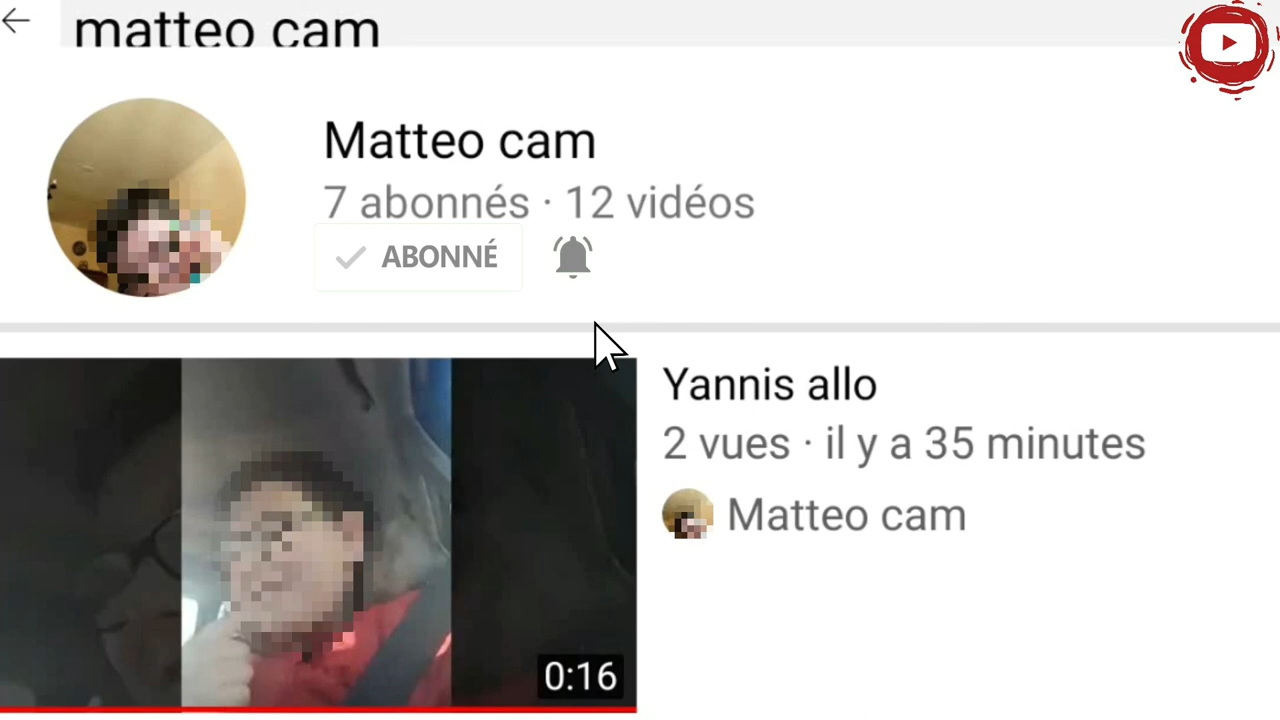 matteo cam
Matteo cam
7 abonnés · 12 vidéos
ABONNÉ
Yannis allo
2 vues · il y a 35 minutes
Matteo cam
0:16